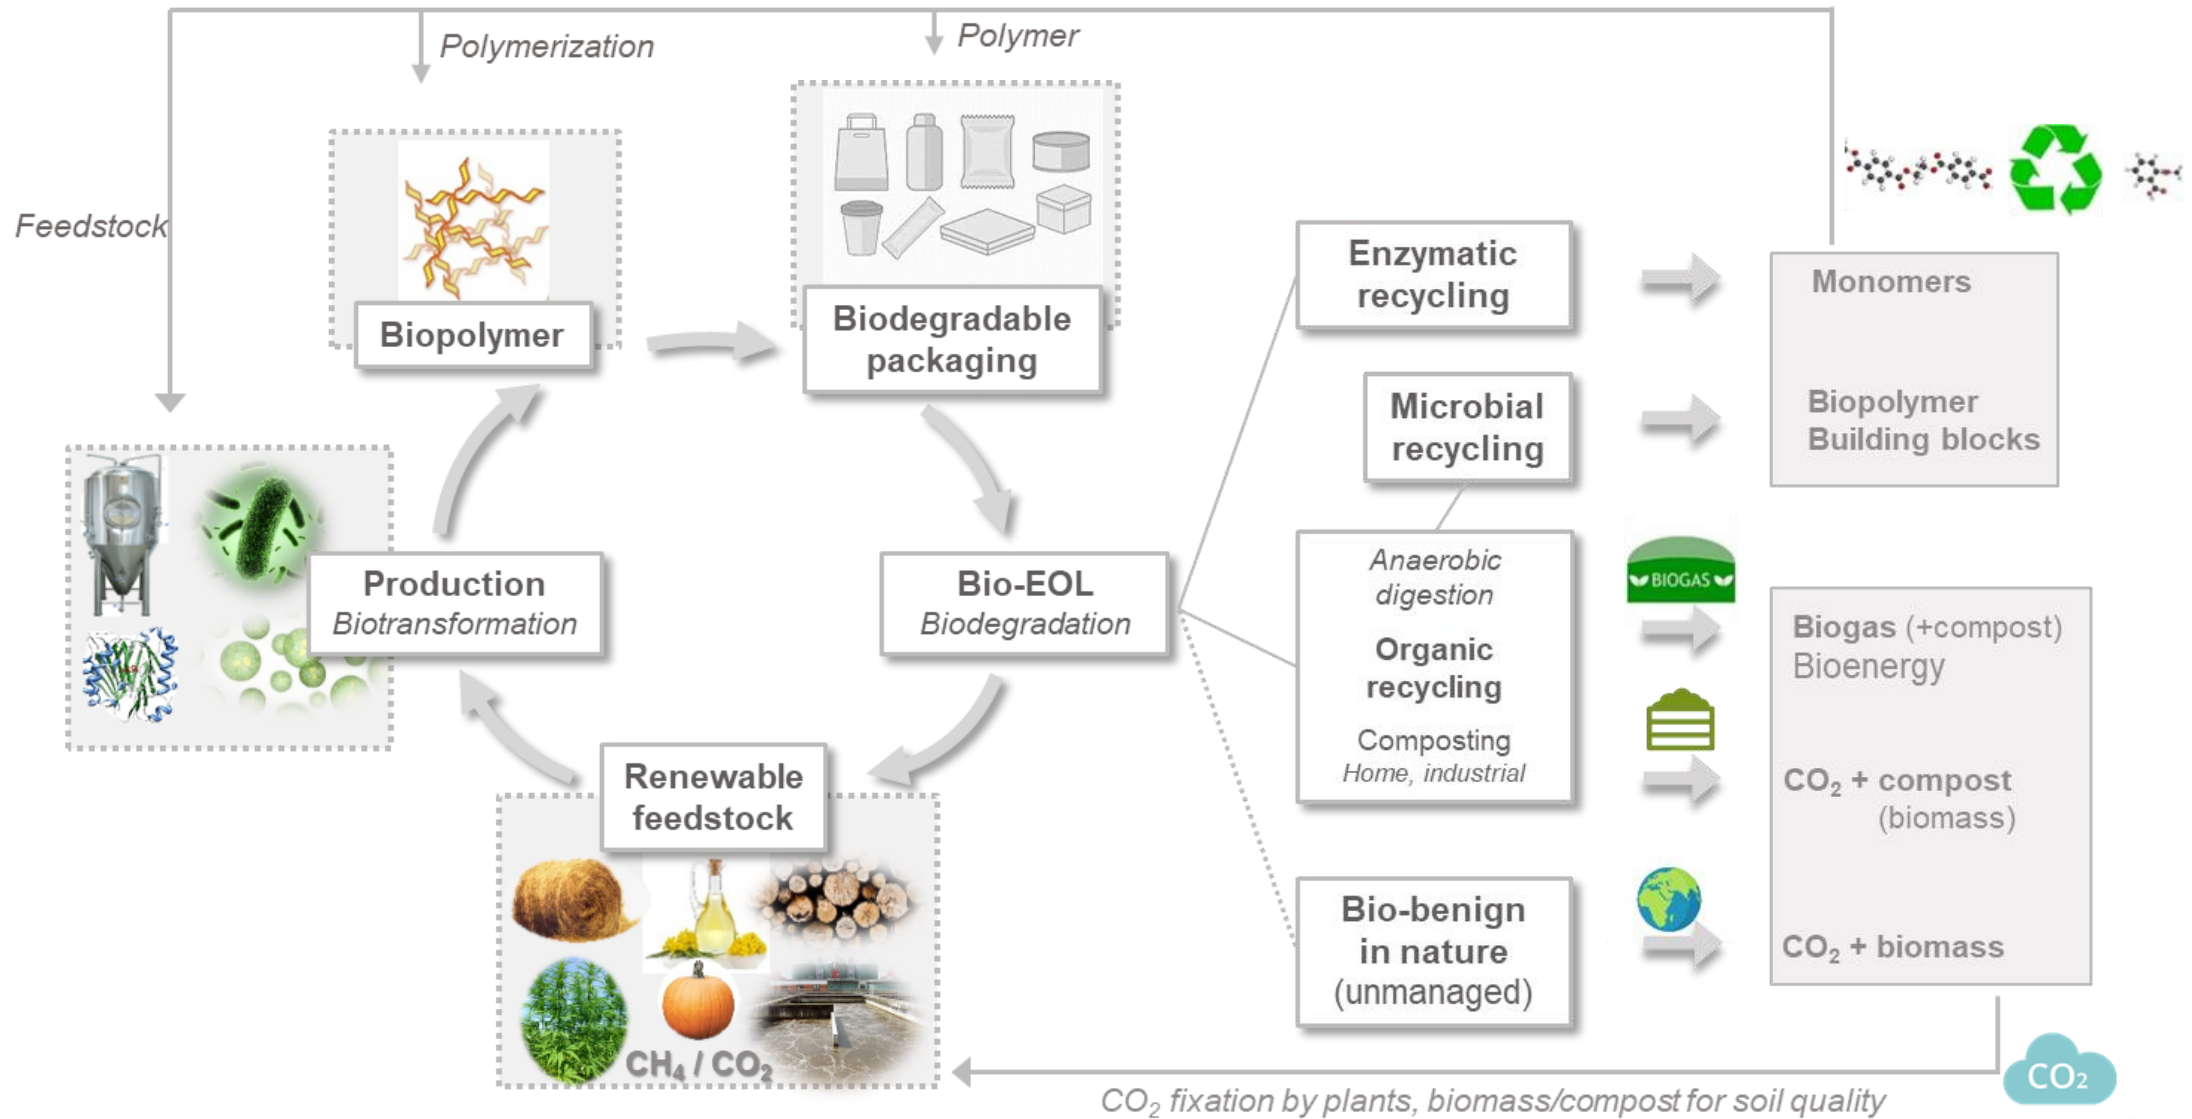 Polymerization
Polymer
Feedstock
Biopolymer
Biodegradable
packaging
Production
Biotransformation
Bio-EOL
Biodegradation
Renewable
feedstock
CH₄ / CO₂
Enzymatic
recycling
Microbial
recycling
Anaerobic
digestion
Organic
recycling
Composting
Home, industrial
Bio-benign
in nature
(unmanaged)
Monomers
Biopolymer
Building blocks
BIOGAS
Biogas (+compost)
Bioenergy
CO₂ + compost
(biomass)
CO₂ + biomass
CO₂
CO₂ fixation by plants, biomass/compost for soil quality